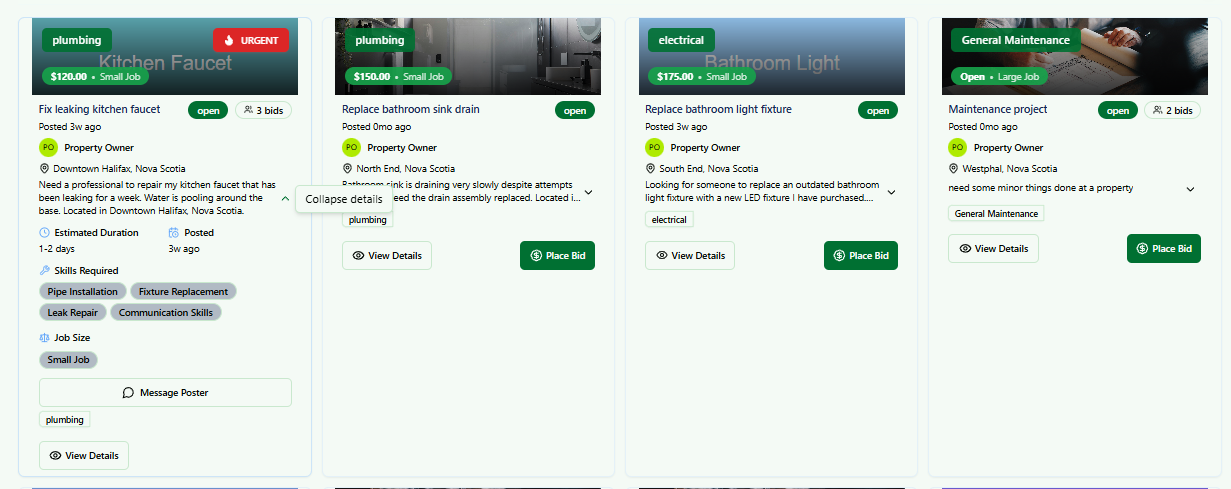 plumbing
URGENT
Kitchen Faucet
$120.00 • Small Job
Fix leaking kitchen faucet
open
3 bids
Posted 3w ago
PO
Property Owner
Downtown Halifax, Nova Scotia
Need a professional to repair my kitchen faucet that has
been leaking for a week. Water is pooling around the
base. Located in Downtown Halifax, Nova Scotia.
Collapse details
Estimated Duration
Posted
1-2 days
3w ago
Skills Required
Pipe Installation
Fixture Replacement
Leak Repair
Communication Skills
Job Size
Small Job
Message Poster
plumbing
View Details
plumbing
$150.00 • Small Job
Replace bathroom sink drain
open
Posted 0mo ago
PO
Property Owner
North End, Nova Scotia
Bathroom sink is draining very slowly despite attempts
eed the drain assembly replaced. Located i...
plumbing
View Details
Place Bid
electrical
Bathroom Light
$175.00 • Small Job
Replace bathroom light fixture
open
Posted 3w ago
PO
Property Owner
South End, Nova Scotia
Looking for someone to replace an outdated bathroom
light fixture with a new LED fixture I have purchased....
electrical
View Details
Place Bid
General Maintenance
Open • Large Job
Maintenance project
open
2 bids
Posted 0mo ago
PO
Property Owner
Westphal, Nova Scotia
need some minor things done at a property
General Maintenance
View Details
Place Bid